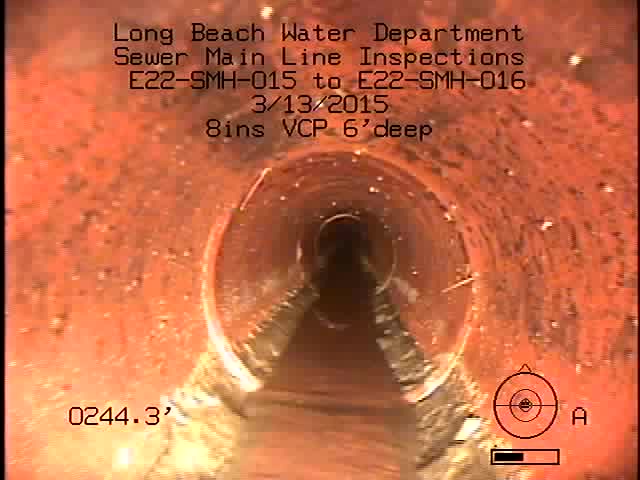 Long Beach Water Department
Sewer Main Line Inspections
E22-SMH-015 to E22-SMH-016
3/13/2015
8ins VCP 6'deep
0244.3'
A